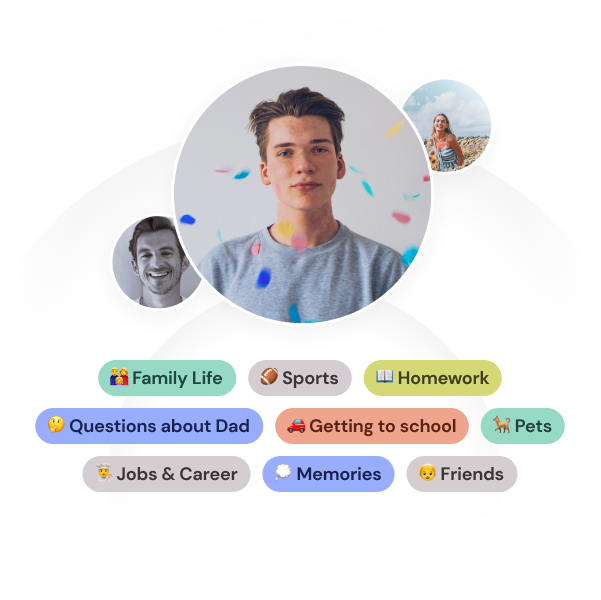 Family Life Sports Homework
Questions about Dad Getting to school Pets
Jobs & Career Memories Friends